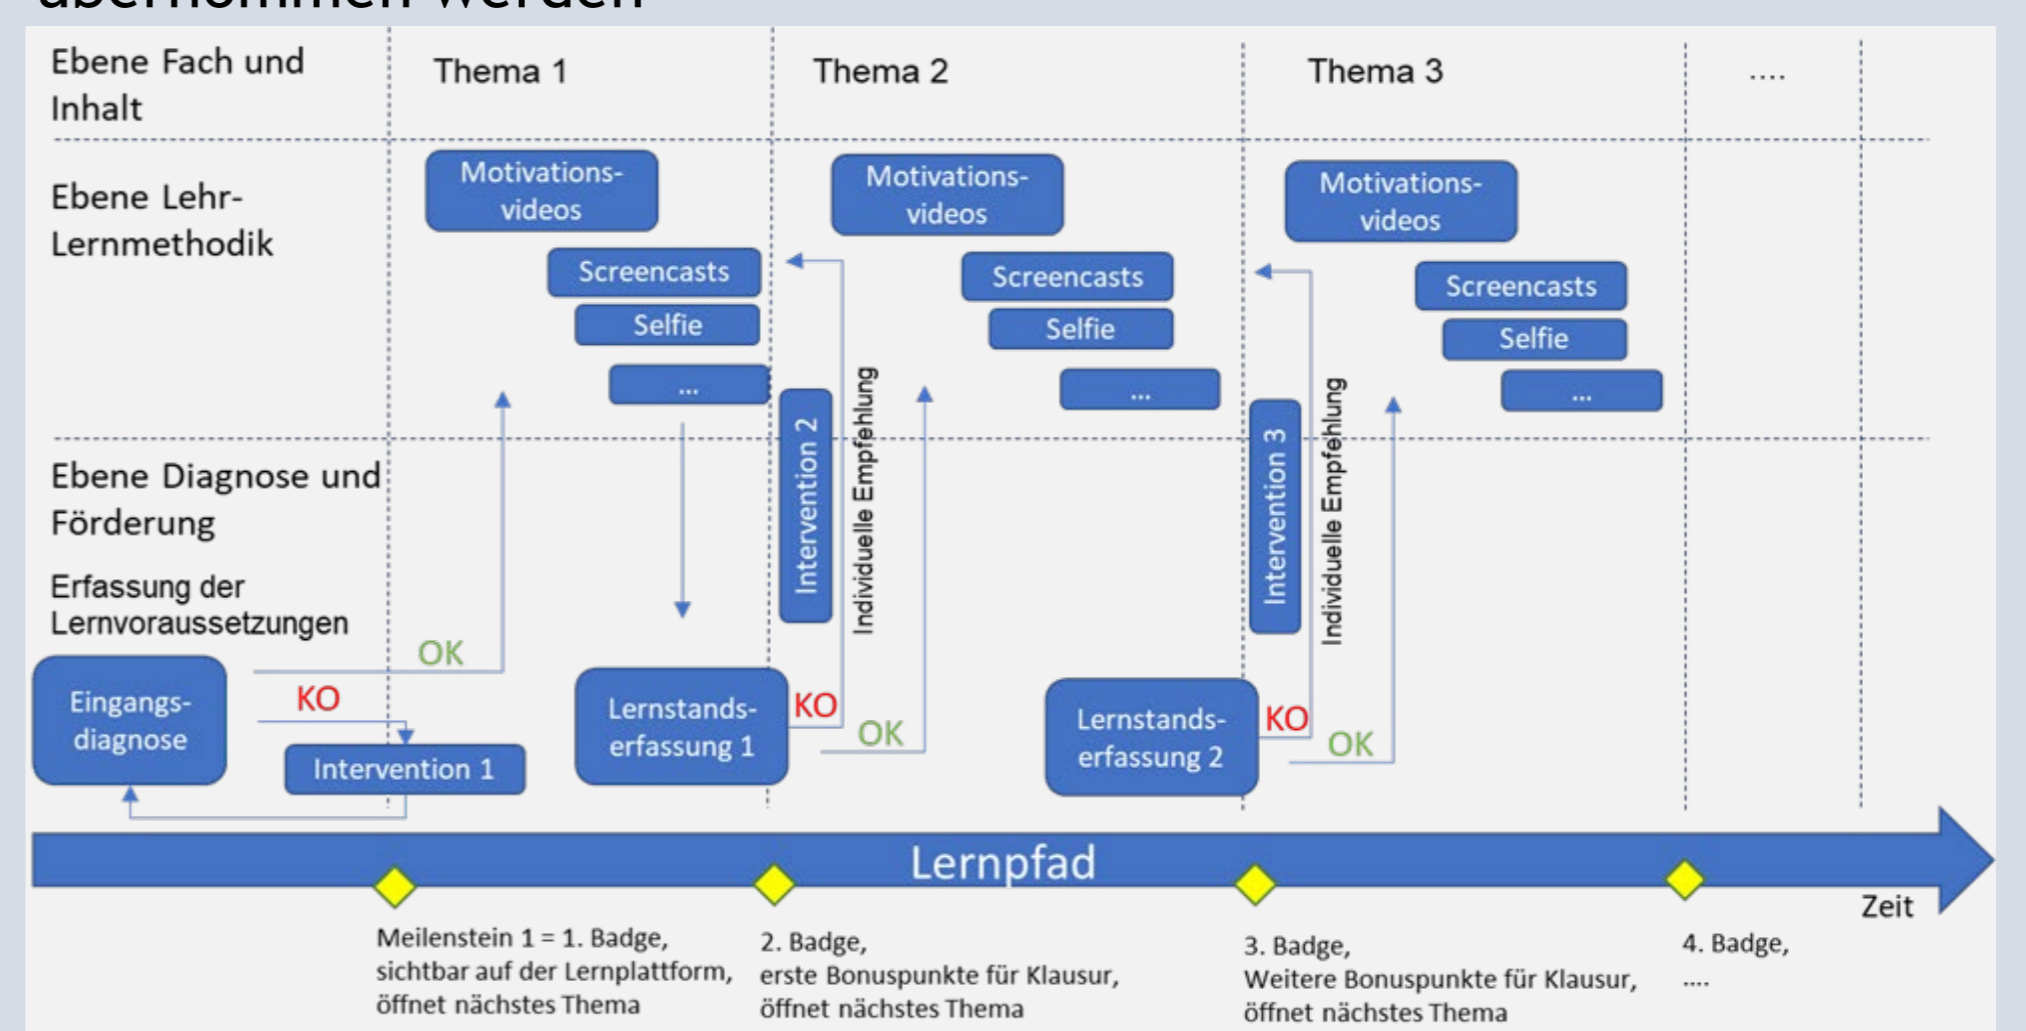 übernommen werden
Ebene Fach und
Inhalt
Thema 1
Thema 2
Thema 3
....
Ebene Lehr-
Lernmethodik
Motivations-
videos
Screencasts
Selfie
...
Motivations-
videos
Screencasts
Selfie
...
Motivations-
videos
Screencasts
Selfie
...
Ebene Diagnose und
Förderung
Intervention 2
Individuelle Empfehlung
Intervention 3
Individuelle Empfehlung
Erfassung der
Lernvoraussetzungen
Eingangs-
diagnose
OK
KO
Intervention 1
Lernstands-
erfassung 1
KO
OK
Lernstands-
erfassung 2
KO
OK
Lernpfad
Zeit
Meilenstein 1 = 1. Badge,
sichtbar auf der Lernplattform,
öffnet nächstes Thema
2. Badge,
erste Bonuspunkte für Klausur,
öffnet nächstes Thema
3. Badge,
Weitere Bonuspunkte für Klausur,
öffnet nächstes Thema
4. Badge,
....